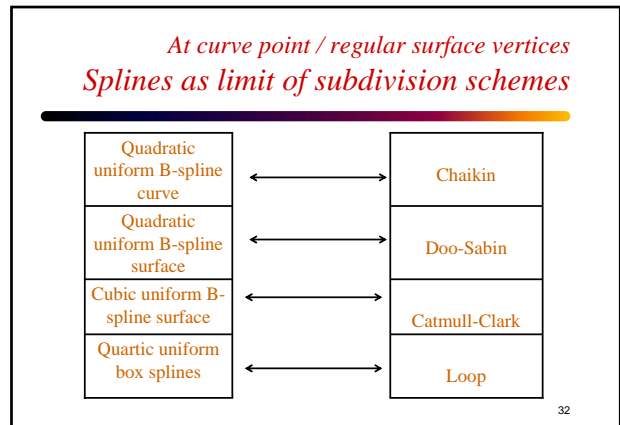 At curve point / regular surface vertices
Splines as limit of subdivision schemes
Quadratic
uniform B-spline
curve
Chaikin
Quadratic
uniform B-spline
surface
Doo-Sabin
Cubic uniform B-
spline surface
Catmull-Clark
Quartic uniform
box splines
Loop
32